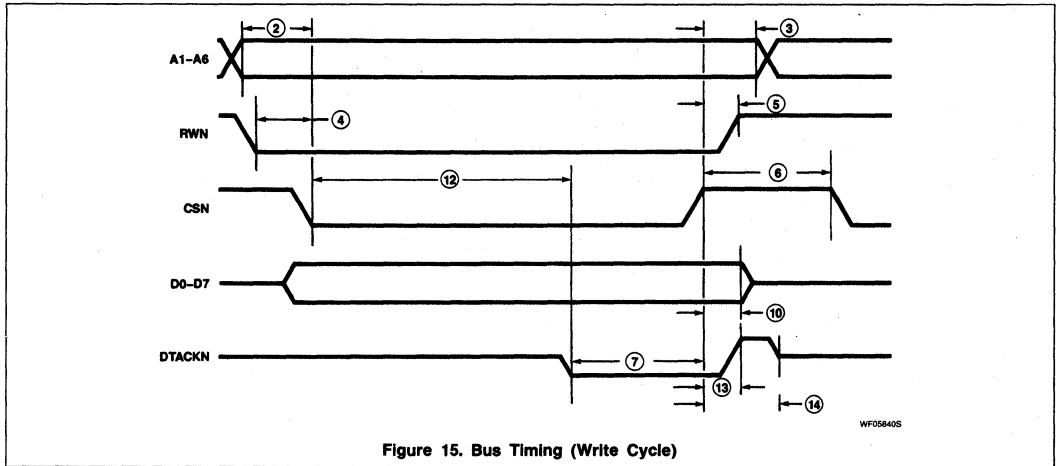 ② ③
A1–A6
⑤
④
RWN
⑫ ⑥
CSN
D0–D7
⑩
⑦
DTACKN
⑬
⑭
WF05840S
Figure 15. Bus Timing (Write Cycle)